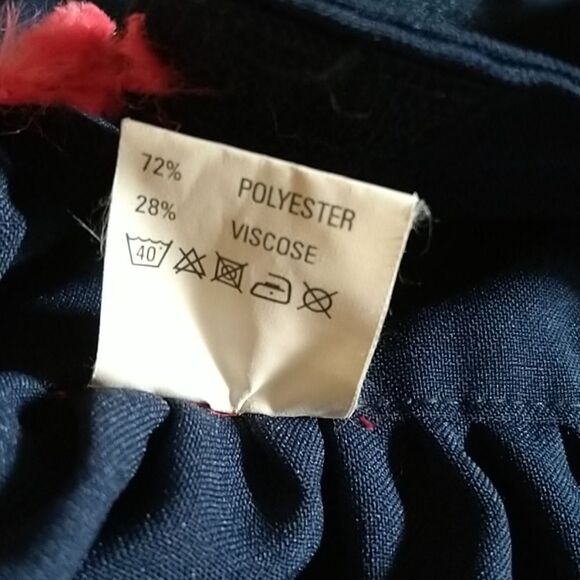 72% POLYESTER
28% VISCOSE
40